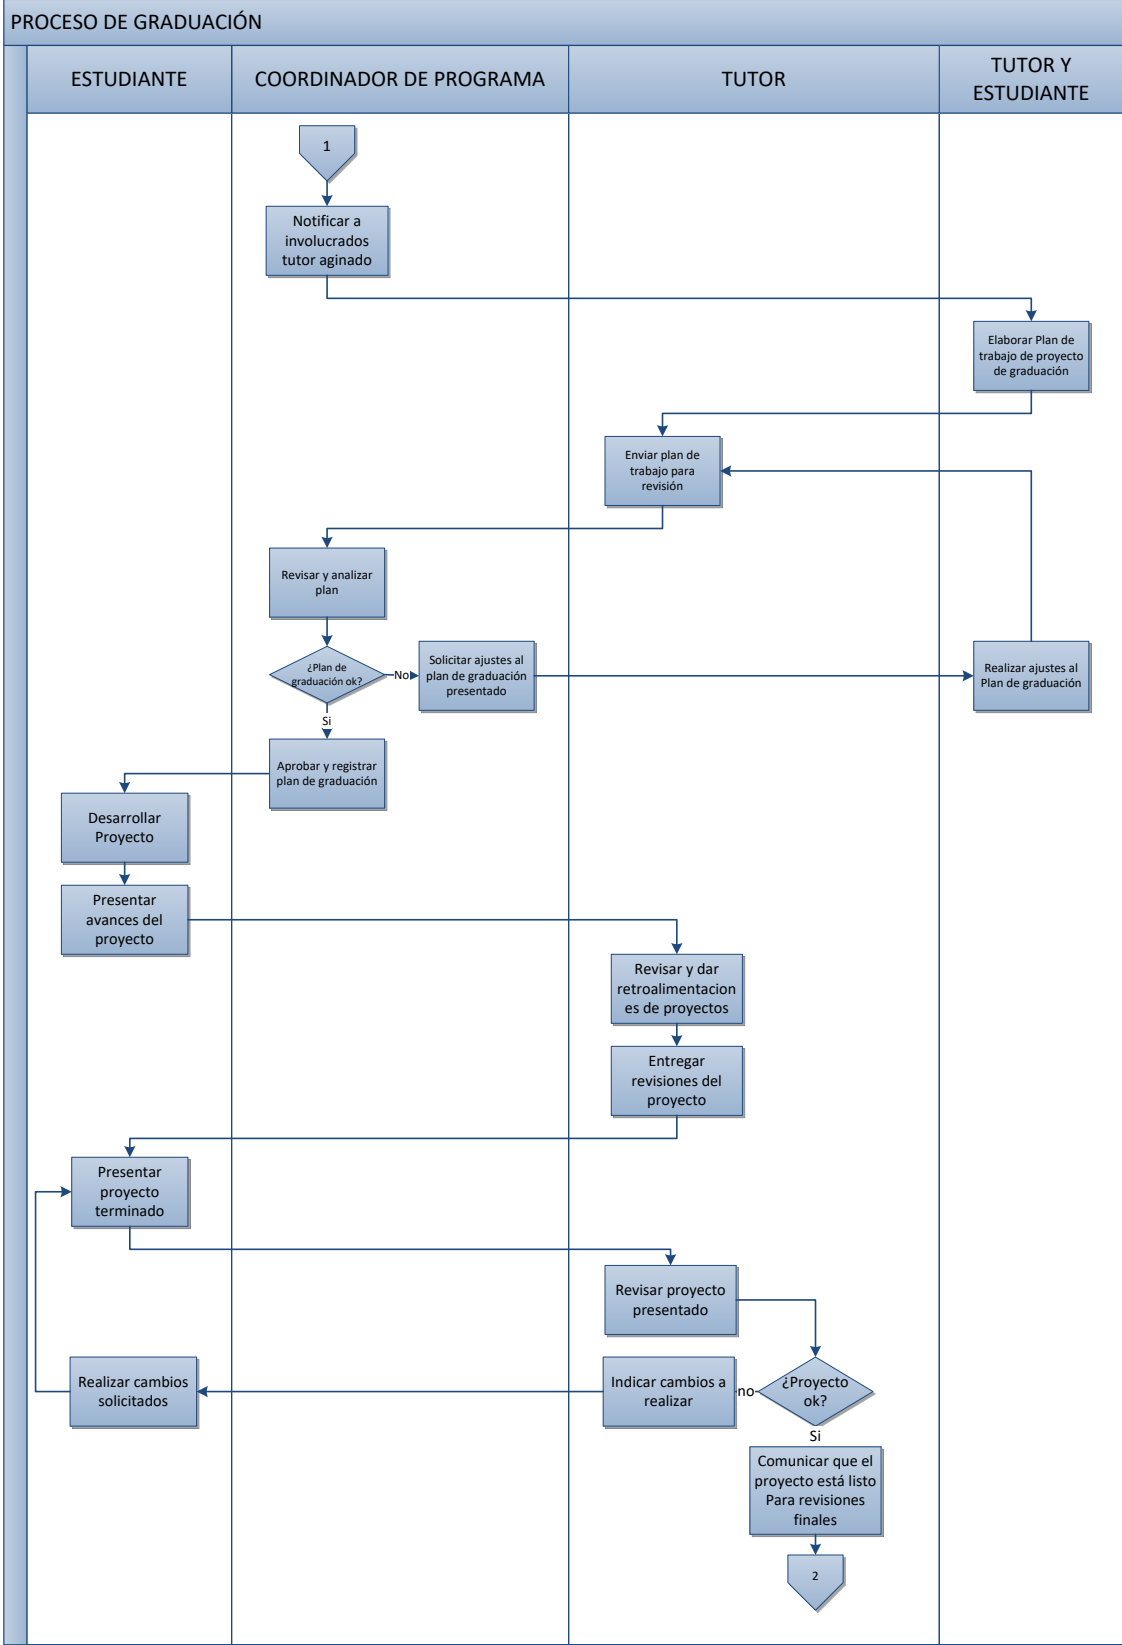 PROCESO DE GRADUACIÓN
ESTUDIANTE
COORDINADOR DE PROGRAMA
TUTOR
TUTOR Y
ESTUDIANTE
1
Notificar a
involucrados
tutor aginado
Elaborar Plan de
trabajo de proyecto
de graduación
Enviar plan de
trabajo para
revisión
Revisar y analizar
plan
¿Plan de
graduación ok?
No
Solicitar ajustes al
plan de graduación
presentado
Realizar ajustes al
Plan de graduación
Si
Aprobar y registrar
plan de graduación
Desarrollar
Proyecto
Presentar
avances del
proyecto
Revisar y dar
retroalimentacion
es de proyectos
Entregar
revisiones del
proyecto
Presentar
proyecto
terminado
Revisar proyecto
presentado
¿Proyecto
ok?
no
Indicar cambios a
realizar
Realizar cambios
solicitados
Si
Comunicar que el
proyecto está listo
Para revisiones
finales
2